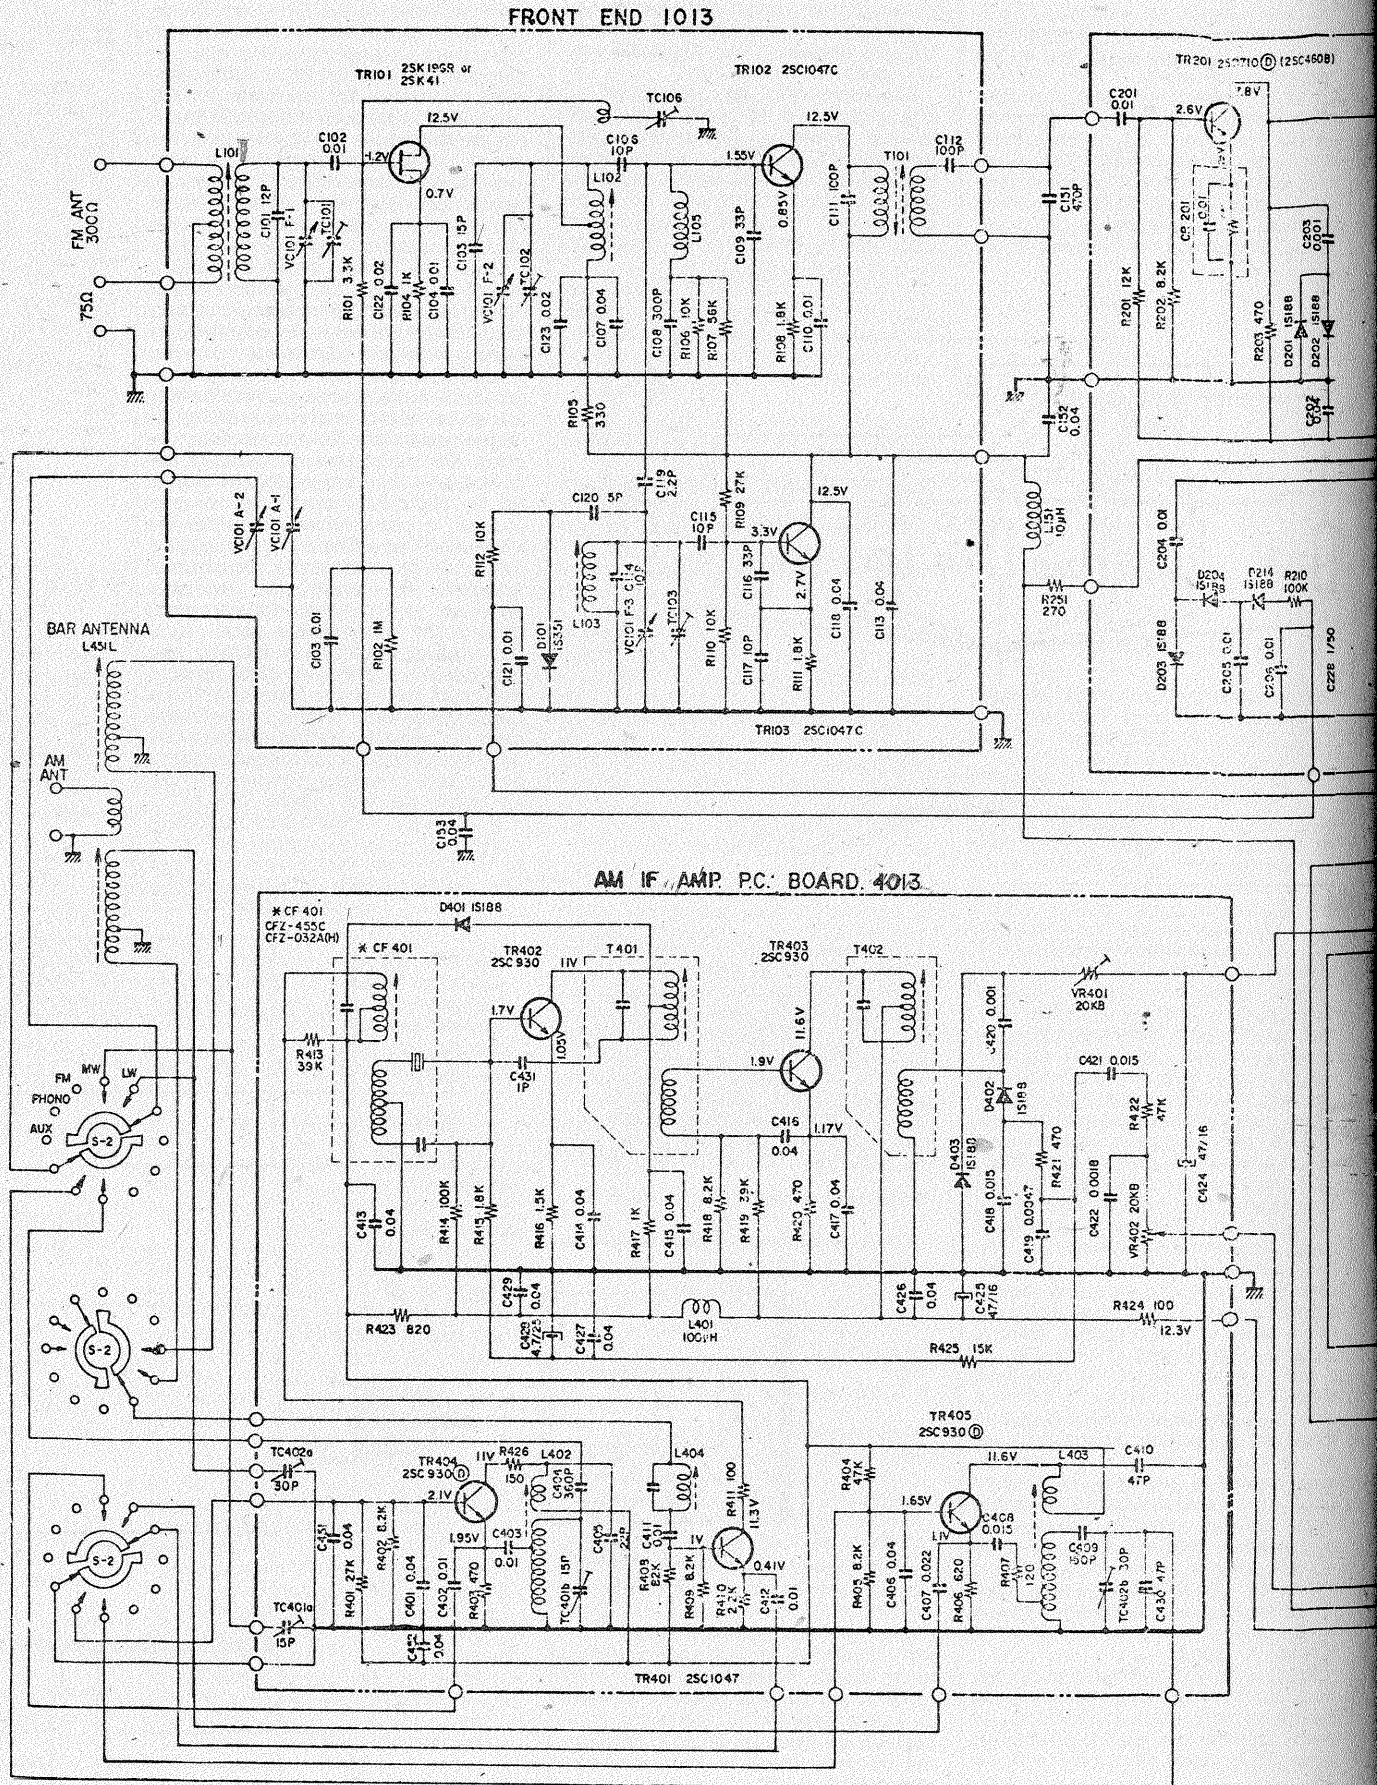 FRONT END 1013
TR101 2SK19GR or
2SK41
TR102 2SC1047C
TR201 (2SC460B)
TC106
C201
0.01
7.8V
12.5V
12.5V
2.6V
C102
0.01
C106
10P
C112
100P
L101
-1.2V
1.55V
T101
0.7V
L102
0.85V
FM ANT
300Ω
C101 12P
VC101 F-1
TC101
R101 3.3K
C122 0.02
R104 1K
C104 0.01
C105 15P
VC101 F-2
TC102
C123 0.02
C107 0.04
L105
C108 300P
R106 10K
R107 56K
C109 33P
R108 1.8K
C110 0.01
C111 100P
C151
470P
CP 201
0.01
R201 12K
R202 8.2K
R203 470
C203
0.001
D201 1S188
D202 1S188
75Ω
R105
330
C152
0.04
C202
0.04
VC101 A-2
VC101 A-1
R112 10K
C120 5P
C119
2.2P
R109 27K
12.5V
C115
10P
3.3V
2.7V
L151
10μH
C204 0.01
L103
C114
10P
VC101 F-3
TC103
C116 33P
C117 10P
R110 10K
R111 1.8K
C118 0.04
C113 0.04
R251
270
D204
1S188
D214
1S188
R210
100K
D203 1S188
C205 0.01
C206 0.01
C228 1/50
C103 0.01
R102 1M
C121 0.01
D101
1S351
TR103 2SC1047C
BAR ANTENNA
L451L
AM
ANT
C153
0.04
AM IF AMP P.C. BOARD 4013
* CF 401
CFZ-455C
CFZ-032A(H)
D401 1S188
* CF 401
TR402
2SC930
11V
T401
TR403
2SC930
T402
1.7V
1.05V
11.6V
1.9V
1.17V
R413
39K
C431
1P
C416
0.04
C420 0.001
VR401
20KB
C421 0.015
D402
1S188
D403
1S188
R422
47K
R421 470
C424 47/16
C413
0.04
R414 100K
R415 1.8K
R416 1.5K
C414 0.04
R417 1K
C415 0.04
R418 8.2K
R419 39K
R420 470
C417 0.04
C418 0.015
C419 0.0047
C422 0.0018
VR402 20KB
FM
MW
LW
PHONO
AUX
S-2
C429
0.04
C426
0.04
C425
47/16
R423 820
C428
4.7/25
C427
0.04
L401
100μH
R424 100
12.3V
R425 15K
S-2
TC402a
30P
TR404
2SC930 Ⓓ
11V
R426
150
L402
C404
360P
L404
R411 100
11.3V
TR405
2SC930 Ⓓ
11.6V
L403
C410
47P
R404
47K
2.1V
1.95V
C403
0.01
1.65V
1.1V
C408
0.015
R407
120
C409
150P
S-2
C451
0.04
R401 27K
R402 8.2K
C401 0.04
C402 0.01
R403 470
TC401b 15P
C405
22P
C411
0.01
R408
82K
R409 8.2K
1V
0.41V
R410
2.2K
C412
0.01
R405 8.2K
C406 0.04
C407 0.022
R406 620
TC402b 30P
C430 47P
TC401a
15P
C452
0.04
TR401 2SC1047